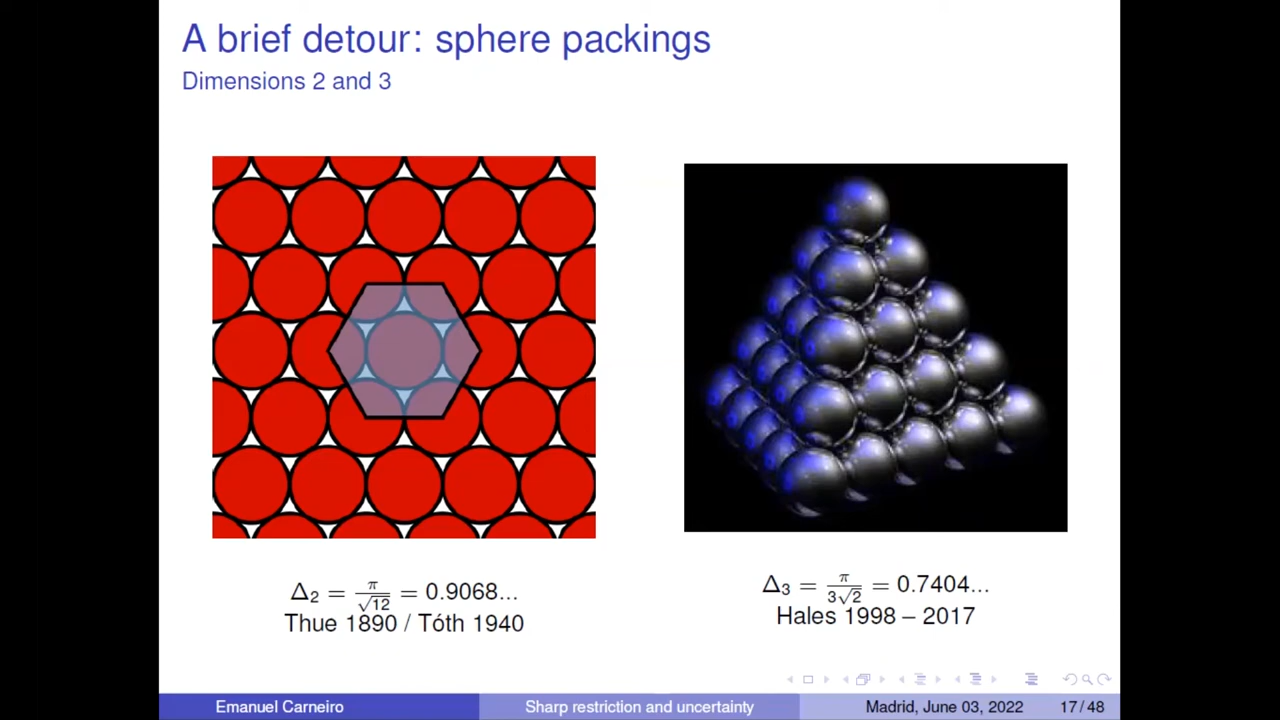 A brief detour: sphere packings
Dimensions 2 and 3
Δ₂ = π/√12 = 0.9068...
Thue 1890 / Tóth 1940
Δ₃ = π/3√2 = 0.7404...
Hales 1998 – 2017
Emanuel Carneiro
Sharp restriction and uncertainty
Madrid, June 03, 2022
17 / 48